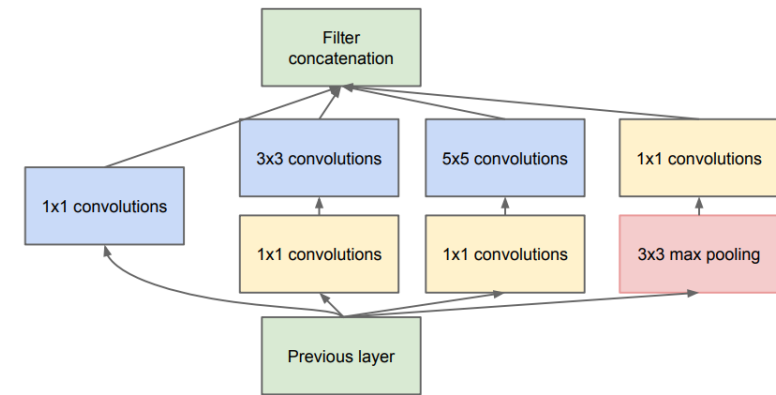 Filter
concatenation
3x3 convolutions
5x5 convolutions
1x1 convolutions
1x1 convolutions
1x1 convolutions
1x1 convolutions
3x3 max pooling
Previous layer